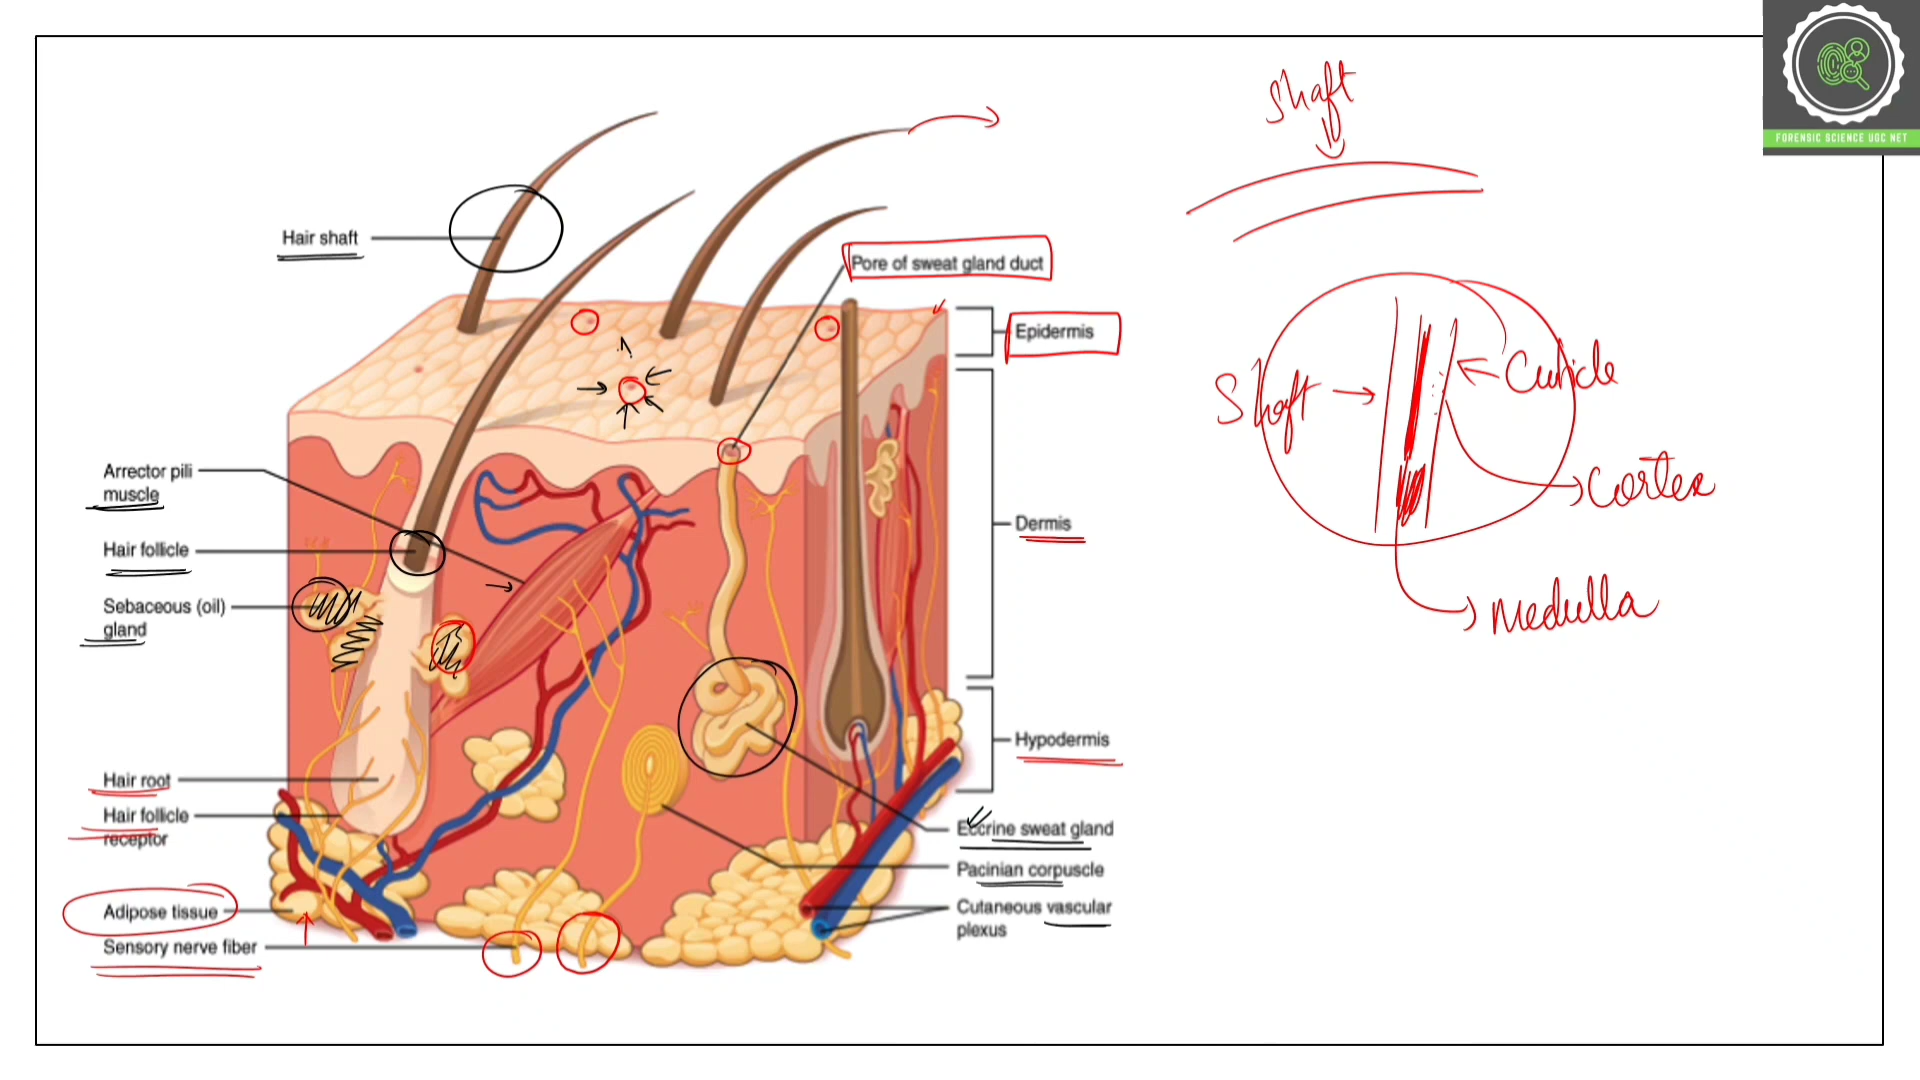 FORENSIC SCIENCE UGC NET
Shaft
Hair shaft
Pore of sweat gland duct
Epidermis
Shaft
Cuticle
Cortex
Medulla
Arrector pili
muscle
Hair follicle
Sebaceous (oil)
gland
Hair root
Hair follicle
receptor
Adipose tissue
Sensory nerve fiber
Dermis
Hypodermis
Eccrine sweat gland
Pacinian corpuscle
Cutaneous vascular
plexus